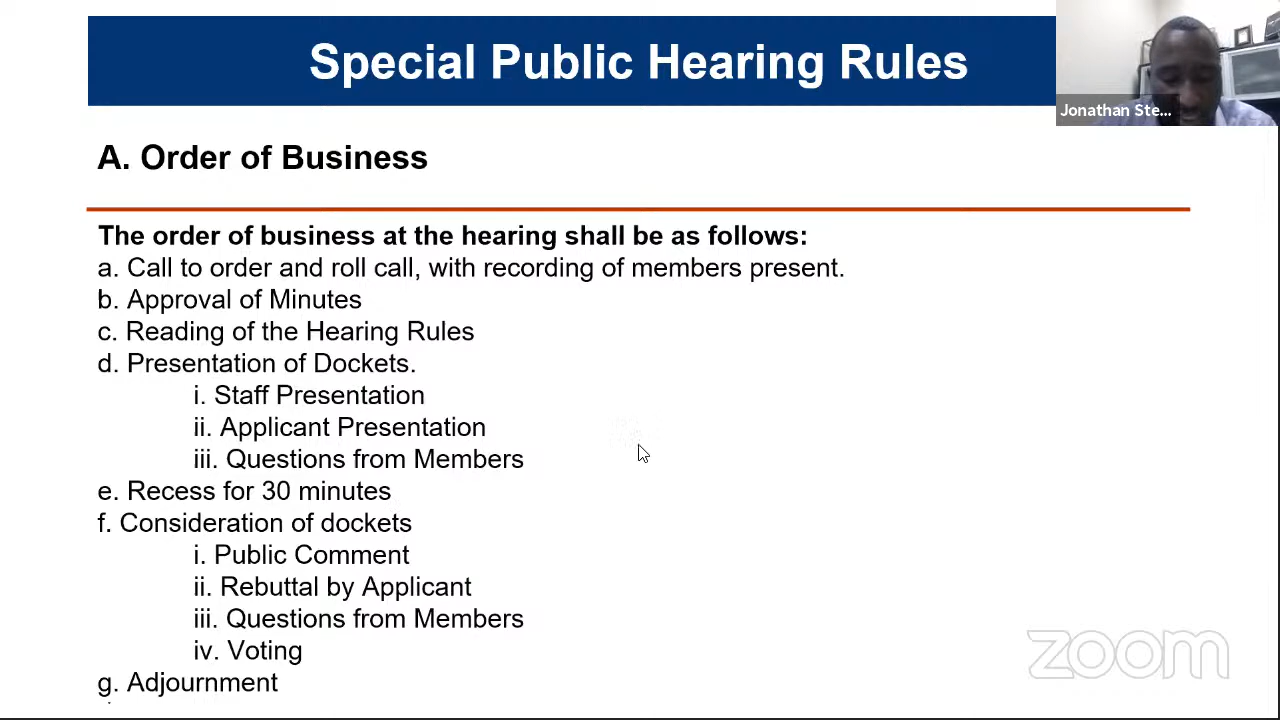 Special Public Hearing Rules
Jonathan Ste...
A. Order of Business
The order of business at the hearing shall be as follows:
a. Call to order and roll call, with recording of members present.
b. Approval of Minutes
c. Reading of the Hearing Rules
d. Presentation of Dockets.
i. Staff Presentation
ii. Applicant Presentation
iii. Questions from Members
e. Recess for 30 minutes
f. Consideration of dockets
i. Public Comment
ii. Rebuttal by Applicant
iii. Questions from Members
iv. Voting
g. Adjournment
zoom